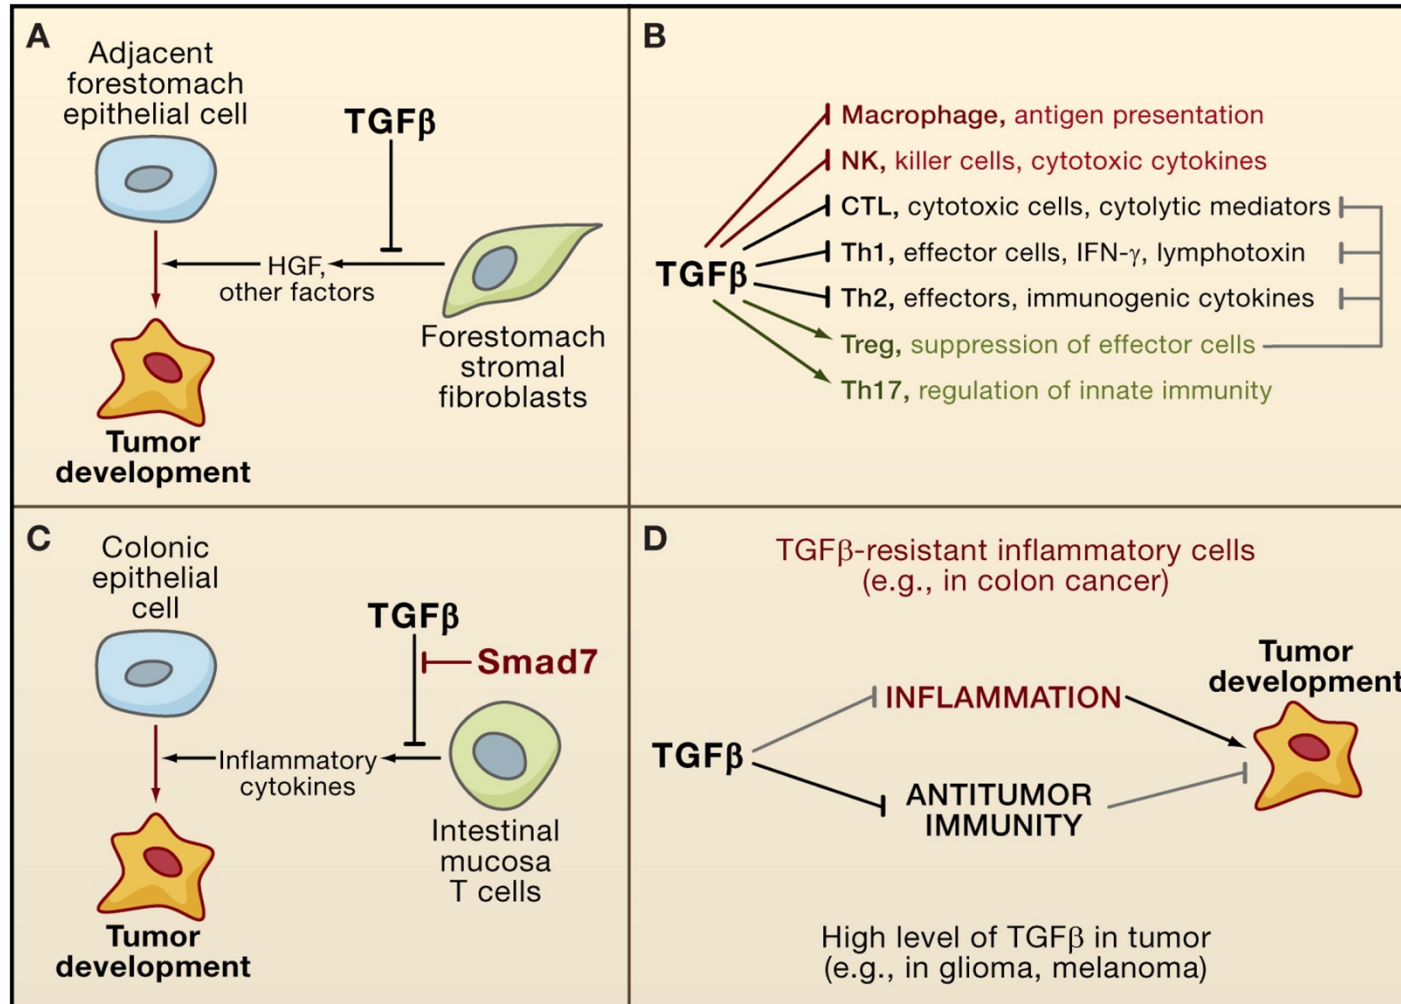 A
Adjacent
forestomach
epithelial cell
TGFβ
HGF,
other factors
Forestomach
stromal
fibroblasts
Tumor
development
B
TGFβ
Macrophage, antigen presentation
NK, killer cells, cytotoxic cytokines
CTL, cytotoxic cells, cytolytic mediators
Th1, effector cells, IFN-γ, lymphotoxin
Th2, effectors, immunogenic cytokines
Treg, suppression of effector cells
Th17, regulation of innate immunity
C
Colonic
epithelial
cell
TGFβ
Smad7
Inflammatory
cytokines
Intestinal
mucosa
T cells
Tumor
development
D
TGFβ-resistant inflammatory cells
(e.g., in colon cancer)
Tumor
development
INFLAMMATION
TGFβ
ANTITUMOR
IMMUNITY
High level of TGFβ in tumor
(e.g., in glioma, melanoma)